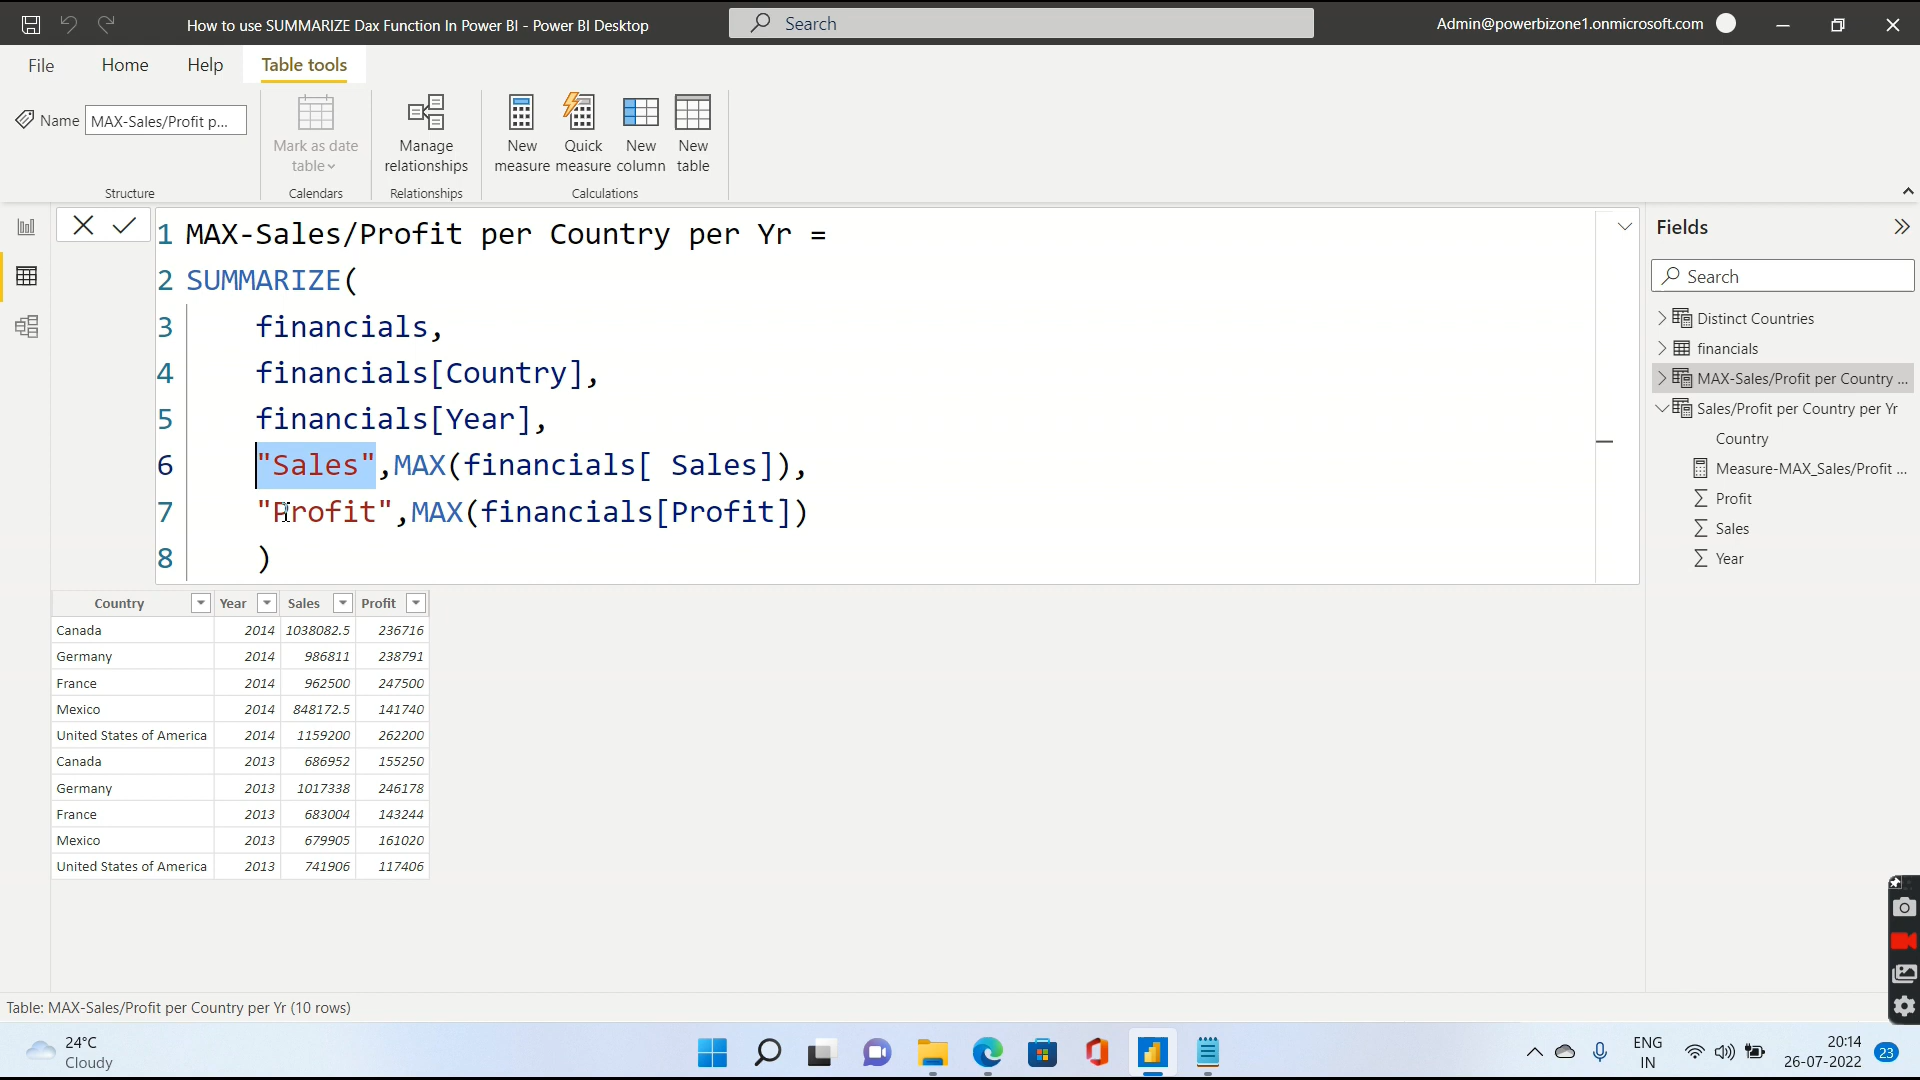 How to use SUMMARIZE Dax Function In Power BI - Power BI Desktop
Search
Admin@powerbizone1.onmicrosoft.com
File
Home
Help
Table tools
Name
MAX-Sales/Profit p...
Structure
Mark as date
table
Calendars
Manage
relationships
Relationships
New
measure
Quick
measure
New
column
New
table
Calculations
1 MAX-Sales/Profit per Country per Yr =
2 SUMMARIZE(
3 financials,
4 financials[Country],
5 financials[Year],
6 "Sales",MAX(financials[ Sales]),
7 "Profit",MAX(financials[Profit])
8 )
Country Year Sales Profit
Canada 2014 1038082.5 236716
Germany 2014 986811 238791
France 2014 962500 247500
Mexico 2014 848172.5 141740
United States of America 2014 1159200 262200
Canada 2013 686952 155250
Germany 2013 1017338 246178
France 2013 683004 143244
Mexico 2013 679905 161020
United States of America 2013 741906 117406
Fields
Search
Distinct Countries
financials
MAX-Sales/Profit per Country ...
Sales/Profit per Country per Yr
Country
Measure-MAX_Sales/Profit ...
Profit
Sales
Year
Table: MAX-Sales/Profit per Country per Yr (10 rows)
24°C
Cloudy
ENG
IN
20:14
26-07-2022
23